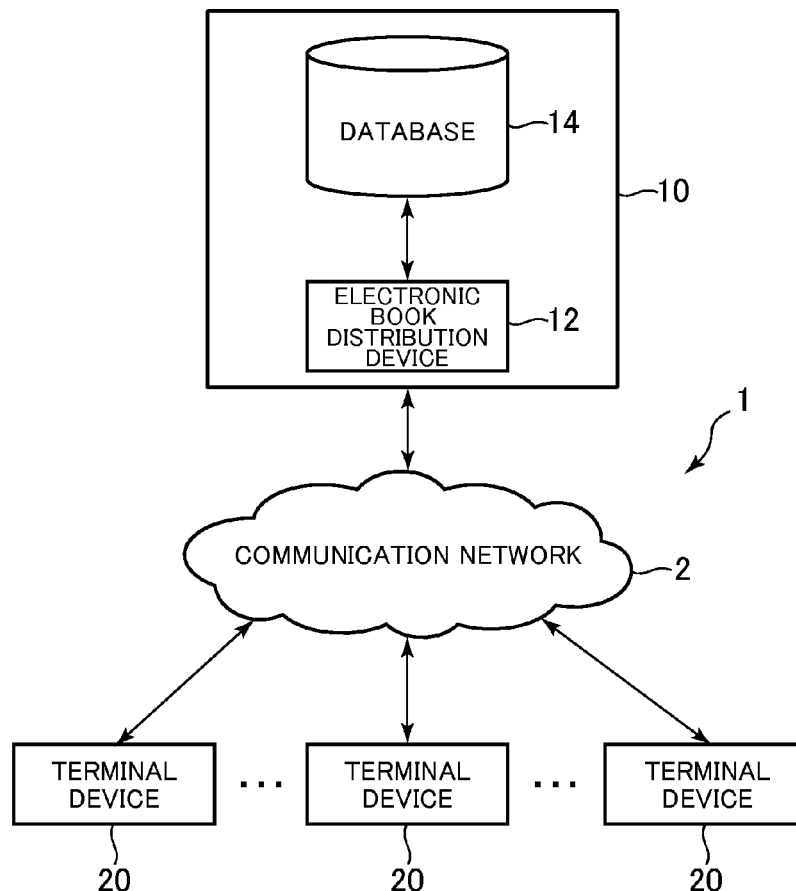 DATABASE
14
10
ELECTRONIC
BOOK
DISTRIBUTION
DEVICE
12
1
COMMUNICATION NETWORK
2
TERMINAL
DEVICE
...
TERMINAL
DEVICE
...
TERMINAL
DEVICE
20
20
20